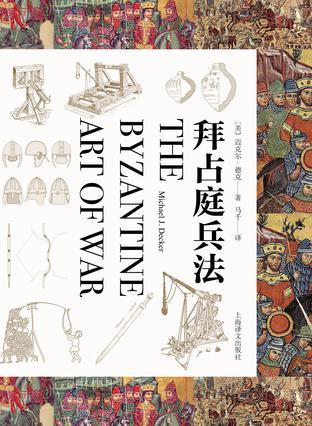 THE
BYZANTINE
ART OF WAR
Michael J. Decker
拜占庭兵法
[美] 迈克尔·德克——著 马千——译
上海译文出版社